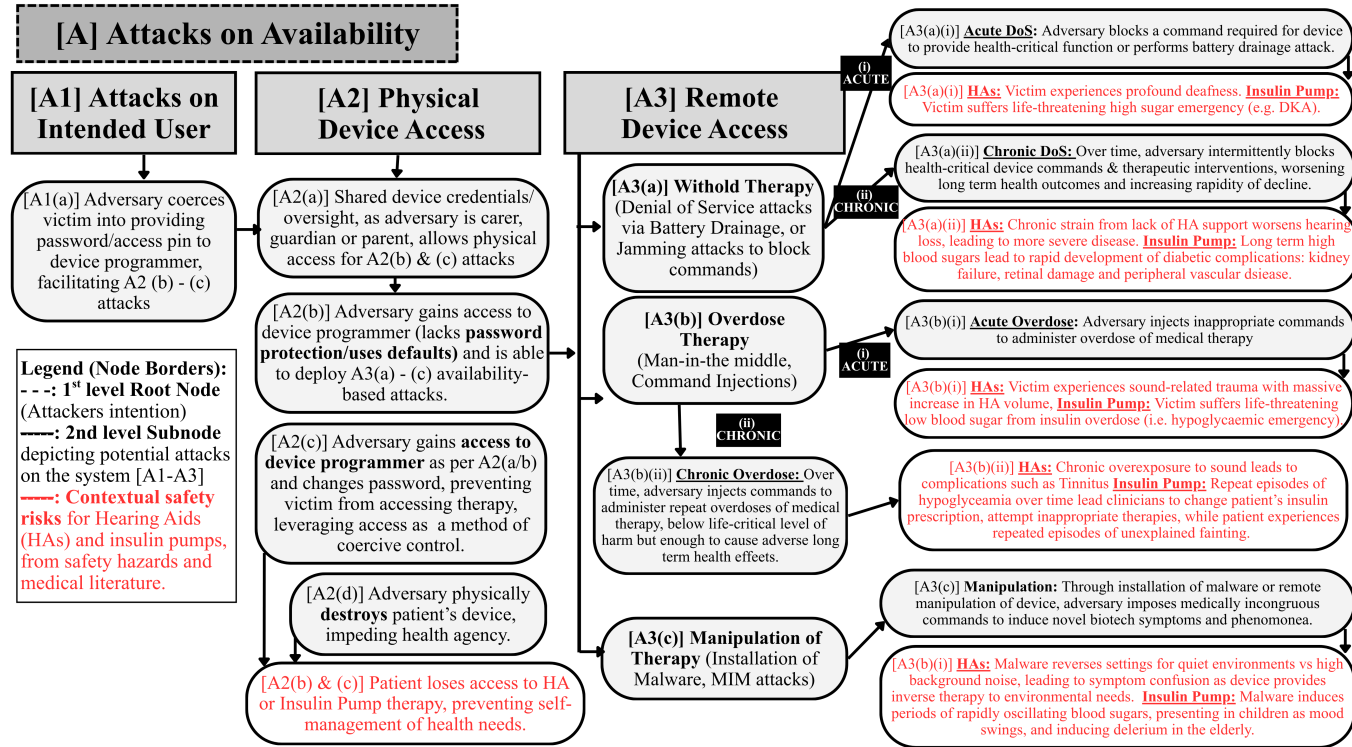 [A] Attacks on Availability
[A1] Attacks on
Intended User
[A1(a)] Adversary coerces
victim into providing
password/access pin to
device programmer,
facilitating A2 (b) - (c)
attacks
Legend (Node Borders):
- - -: 1st level Root Node
(Attackers intention)
-----: 2nd level Subnode
depicting potential attacks
on the system [A1-A3]
-----: Contextual safety
risks for Hearing Aids
(HAs) and insulin pumps,
from safety hazards and
medical literature.
[A2] Physical
Device Access
[A2(a)] Shared device credentials/
oversight, as adversary is carer,
guardian or parent, allows physical
access for A2(b) & (c) attacks
[A2(b)] Adversary gains access to
device programmer (lacks password
protection/uses defaults) and is able
to deploy A3(a) - (c) availability-
based attacks.
[A2(c)] Adversary gains access to
device programmer as per A2(a/b)
and changes password, preventing
victim from accessing therapy,
leveraging access as a method of
coercive control.
[A2(d)] Adversary physically
destroys patient's device,
impeding health agency.
[A2(b) & (c)] Patient loses access to HA
or Insulin Pump therapy, preventing self-
management of health needs.
[A3] Remote
Device Access
[A3(a)] Withold Therapy
(Denial of Service attacks
via Battery Drainage, or
Jamming attacks to block
commands)
(i)
ACUTE
(ii)
CHRONIC
[A3(b)] Overdose
Therapy
(Man-in-the middle,
Command Injections)
(i)
ACUTE
(ii)
CHRONIC
[A3(b)(ii)] Chronic Overdose: Over
time, adversary injects commands to
administer repeat overdoses of medical
therapy, below life-critical level of
harm but enough to cause adverse long
term health effects.
[A3(c)] Manipulation of
Therapy (Installation of
Malware, MIM attacks)
[A3(a)(i)] Acute DoS: Adversary blocks a command required for device
to provide health-critical function or performs battery drainage attack.
[A3(a)(i)] HAs: Victim experiences profound deafness. Insulin Pump:
Victim suffers life-threatening high sugar emergency (e.g. DKA).
[A3(a)(ii)] Chronic DoS: Over time, adversary intermittently blocks
health-critical device commands & therapeutic interventions, worsening
long term health outcomes and increasing rapidity of decline.
[A3(a)(ii)] HAs: Chronic strain from lack of HA support worsens hearing
loss, leading to more severe disease. Insulin Pump: Long term high
blood sugars lead to rapid development of diabetic complications: kidney
failure, retinal damage and peripheral vascular dsiease.
[A3(b)(i)] Acute Overdose: Adversary injects inappropriate commands
to administer overdose of medical therapy
[A3(b)(i)] HAs: Victim experiences sound-related trauma with massive
increase in HA volume, Insulin Pump: Victim suffers life-threatening
low blood sugar from insulin overdose (i.e. hypoglycaemic emergency).
[A3(b)(ii)] HAs: Chronic overexposure to sound leads to
complications such as Tinnitus Insulin Pump: Repeat episodes of
hypoglyceamia over time lead clinicians to change patient's insulin
prescription, attempt inappropriate therapies, while patient experiences
repeated episodes of unexplained fainting.
[A3(c)] Manipulation: Through installation of malware or remote
manipulation of device, adversary imposes medically incongruous
commands to induce novel biotech symptoms and phenomonea.
[A3(b)(i)] HAs: Malware reverses settings for quiet environments vs high
background noise, leading to symptom confusion as device provides
inverse therapy to environmental needs. Insulin Pump: Malware induces
periods of rapidly oscillating blood sugars, presenting in children as mood
swings, and inducing delerium in the elderly.